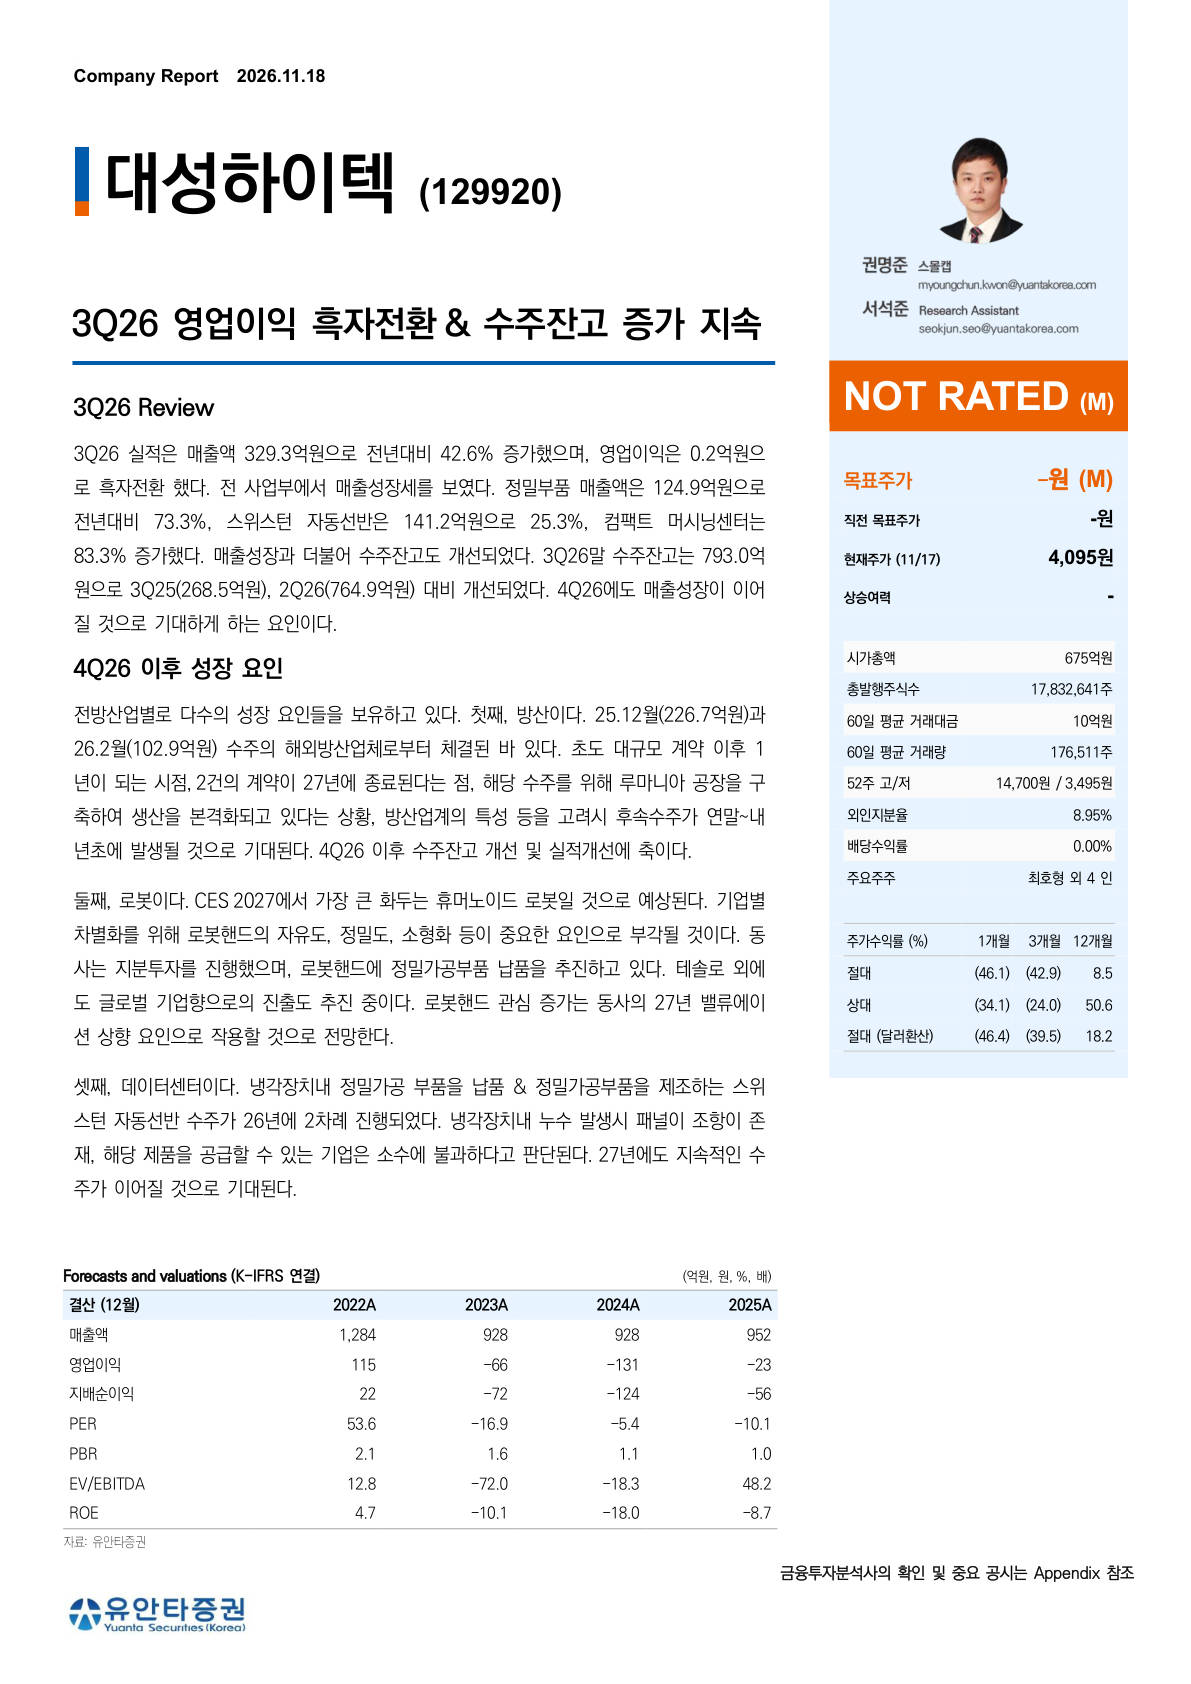 Company Report 2026.11.18
대성하이텍 (129920)
3Q26 영업이익 흑자전환 & 수주잔고 증가 지속
3Q26 Review
3Q26 실적은 매출액 329.3억원으로 전년대비 42.6% 증가했으며, 영업이익은 0.2억원으
로 흑자전환 했다. 전 사업부에서 매출성장세를 보였다. 정밀부품 매출액은 124.9억원으로
전년대비 73.3%, 스위스턴 자동선반은 141.2억원으로 25.3%, 컴팩트 머시닝센터는
83.3% 증가했다. 매출성장과 더불어 수주잔고도 개선되었다. 3Q26말 수주잔고는 793.0억
원으로 3Q25(268.5억원), 2Q26(764.9억원) 대비 개선되었다. 4Q26에도 매출성장이 이어
질 것으로 기대하게 하는 요인이다.
4Q26 이후 성장 요인
전방산업별로 다수의 성장 요인들을 보유하고 있다. 첫째, 방산이다. 25.12월(226.7억원)과
26.2월(102.9억원) 수주의 해외방산업체로부터 체결된 바 있다. 초도 대규모 계약 이후 1
년이 되는 시점, 2건의 계약이 27년에 종료된다는 점, 해당 수주를 위해 루마니아 공장을 구
축하여 생산을 본격화되고 있다는 상황, 방산업계의 특성 등을 고려시 후속수주가 연말~내
년초에 발생될 것으로 기대된다. 4Q26 이후 수주잔고 개선 및 실적개선에 축이다.
둘째, 로봇이다. CES 2027에서 가장 큰 화두는 휴머노이드 로봇일 것으로 예상된다. 기업별
차별화를 위해 로봇핸드의 자유도, 정밀도, 소형화 등이 중요한 요인으로 부각될 것이다. 동
사는 지분투자를 진행했으며, 로봇핸드에 정밀가공부품 납품을 추진하고 있다. 테솔로 외에
도 글로벌 기업향으로의 진출도 추진 중이다. 로봇핸드 관심 증가는 동사의 27년 밸류에이
션 상향 요인으로 작용할 것으로 전망한다.
셋째, 데이터센터이다. 냉각장치내 정밀가공 부품을 납품 & 정밀가공부품을 제조하는 스위
스턴 자동선반 수주가 26년에 2차례 진행되었다. 냉각장치내 누수 발생시 패널이 조항이 존
재, 해당 제품을 공급할 수 있는 기업은 소수에 불과하다고 판단된다. 27년에도 지속적인 수
주가 이어질 것으로 기대된다.
권명준 스몰캡
myoungchun.kwon@yuantakorea.com
서석준 Research Assistant
seokjun.seo@yuantakorea.com
NOT RATED (M)
목표주가 -원 (M)
직전 목표주가 -원
현재주가 (11/17) 4,095원
상승여력 -
시가총액 675억원
총발행주식수 17,832,641주
60일 평균 거래대금 10억원
60일 평균 거래량 176,511주
52주 고/저 14,700원 / 3,495원
외인지분율 8.95%
배당수익률 0.00%
주요주주 최호형 외 4 인
주가수익률 (%) 1개월 3개월 12개월
절대 (46.1) (42.9) 8.5
상대 (34.1) (24.0) 50.6
절대 (달러환산) (46.4) (39.5) 18.2
Forecasts and valuations (K-IFRS 연결) (억원, 원, %, 배)
결산 (12월) 2022A 2023A 2024A 2025A
매출액 1,284 928 928 952
영업이익 115 -66 -131 -23
지배순이익 22 -72 -124 -56
PER 53.6 -16.9 -5.4 -10.1
PBR 2.1 1.6 1.1 1.0
EV/EBITDA 12.8 -72.0 -18.3 48.2
ROE 4.7 -10.1 -18.0 -8.7
자료: 유안타증권
금융투자분석사의 확인 및 중요 공시는 Appendix 참조
유안타증권
Yuanta Securities (Korea)